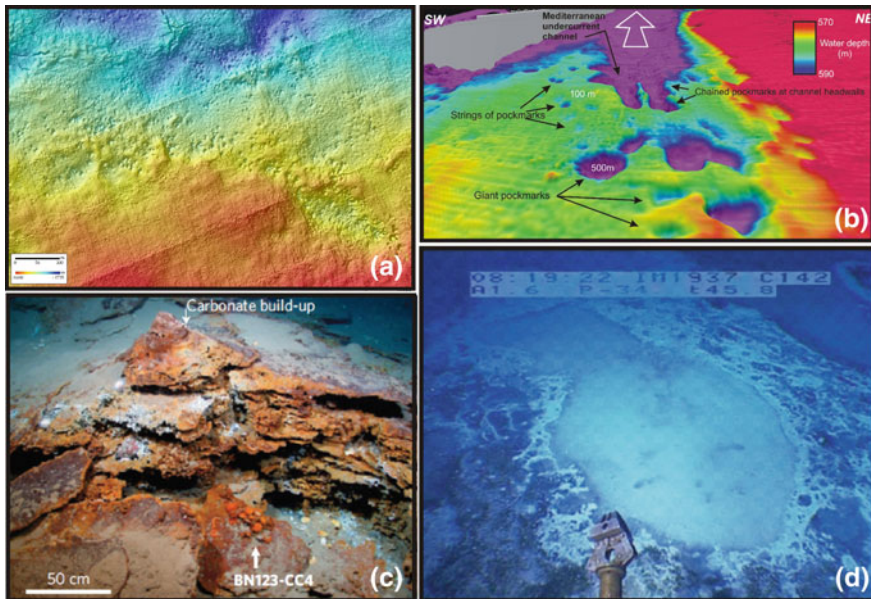 (a)
SW
Mediterranean
undercurrent
channel
NE
570
Water depth
(m)
590
100 m
Chained pockmarks at channel headwalls
Strings of pockmarks
500m
Giant pockmarks
(b)
Carbonate build-up
BN123-CC4
50 cm
(c)
08:19:22 IM1937 C142
A1.6 P-34 t45.8
(d)